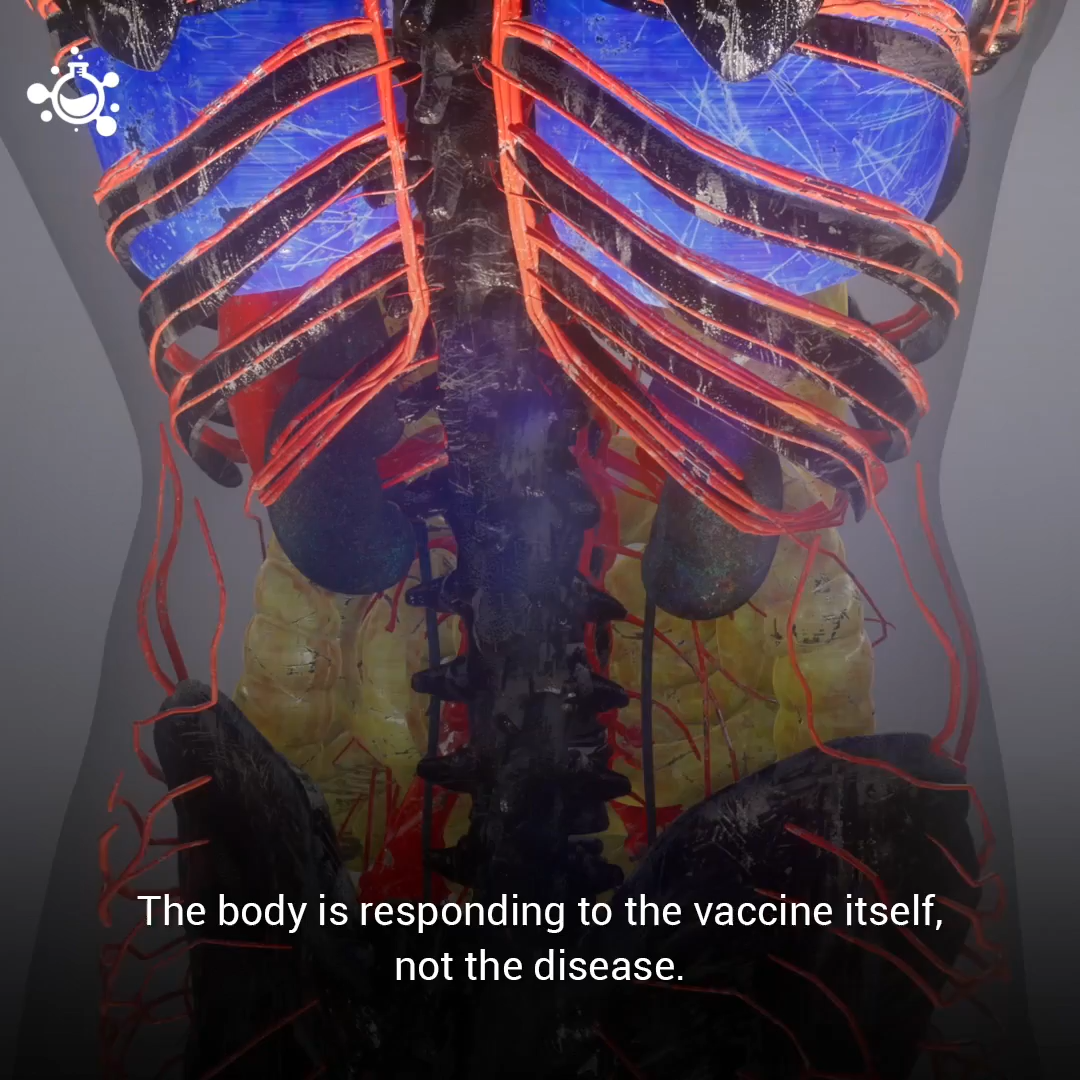 The body is responding to the vaccine itself,
not the disease.